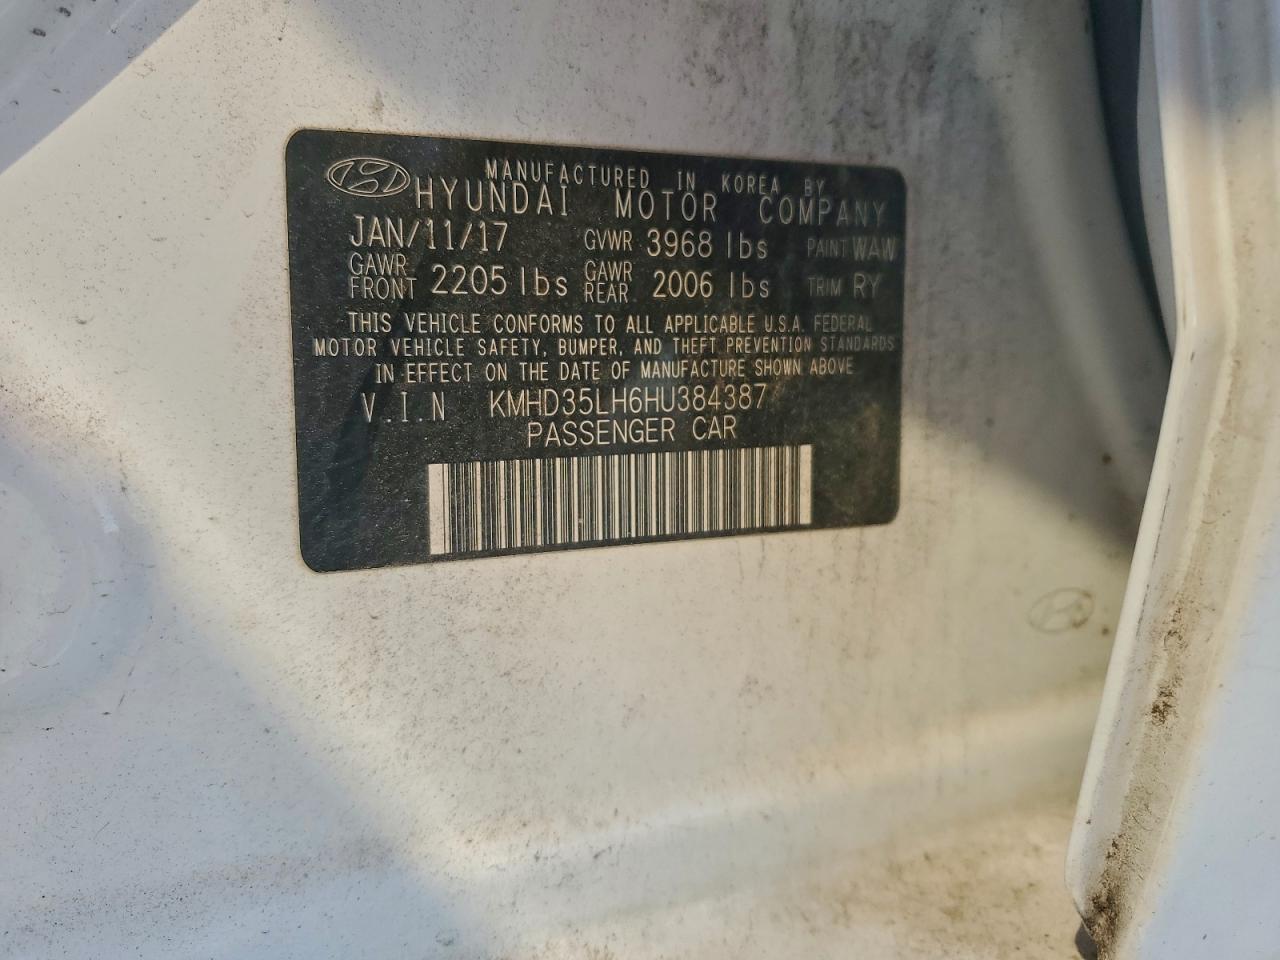 MANUFACTURED IN KOREA BY
HYUNDAI MOTOR COMPANY
JAN/11/17 GVWR 3968 lbs PAINT WAW
GAWR FRONT 2205 lbs GAWR REAR 2006 lbs TRIM RY
THIS VEHICLE CONFORMS TO ALL APPLICABLE U.S.A. FEDERAL
MOTOR VEHICLE SAFETY, BUMPER, AND THEFT PREVENTION STANDARDS
IN EFFECT ON THE DATE OF MANUFACTURE SHOWN ABOVE
V.I.N KMHD35LH6HU384387
PASSENGER CAR